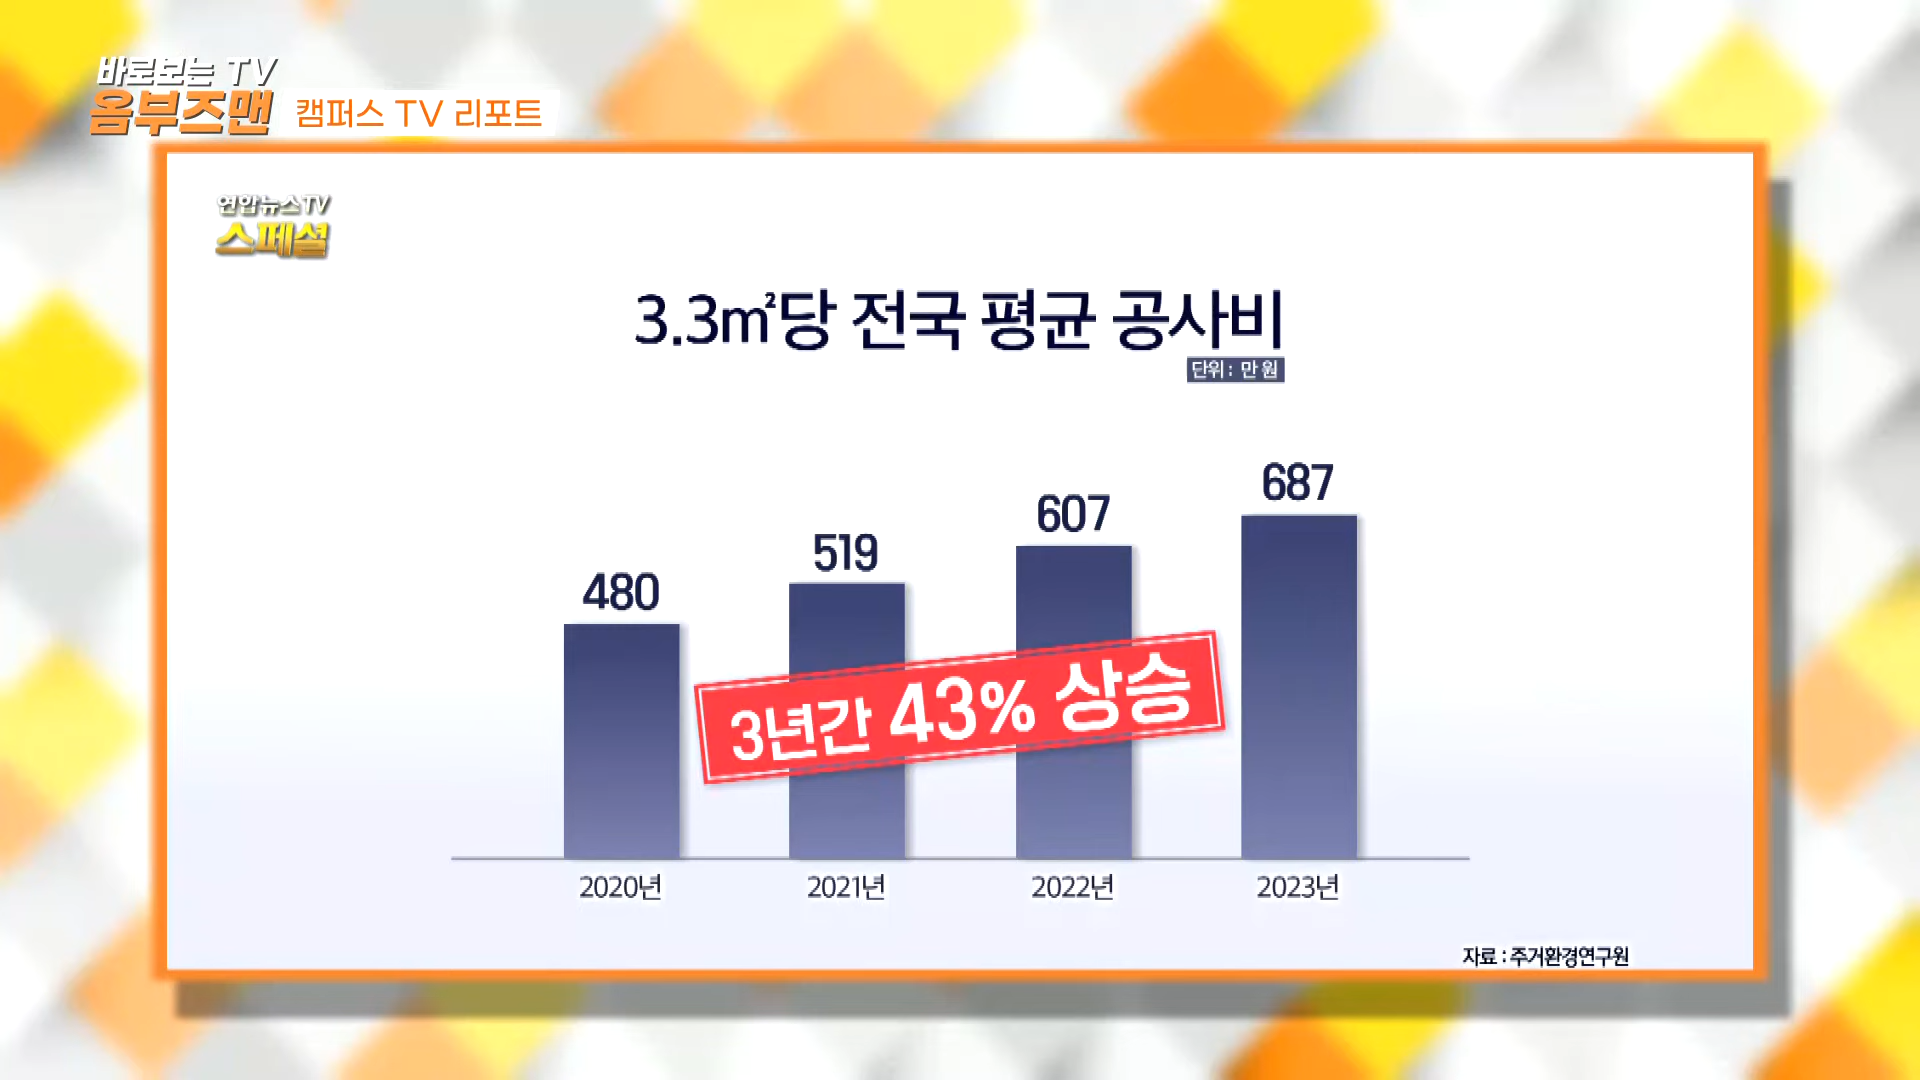 바로보는 TV
옴부즈맨 캠퍼스 TV 리포트
연합뉴스TV
스페셜
3.3㎡당 전국 평균 공사비
단위 : 만 원
480
519
607
687
3년간 43% 상승
2020년
2021년
2022년
2023년
자료 : 주거환경연구원